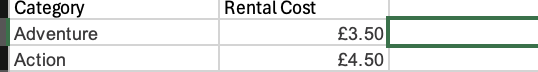 Category Rental Cost
Adventure £3.50
Action £4.50